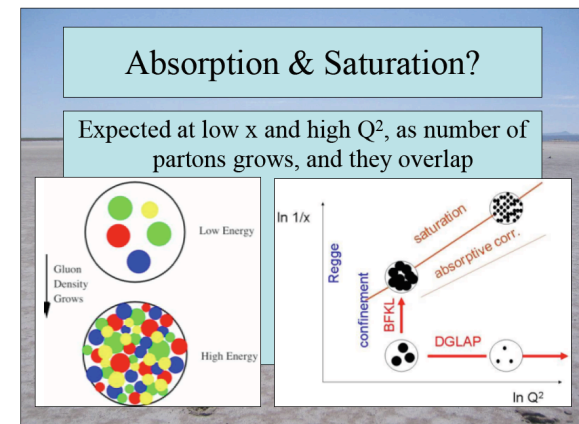 Absorption & Saturation?
Expected at low x and high Q², as number of
partons grows, and they overlap
Low Energy
Gluon
Density
Grows
High Energy
ln 1/x
Regge
confinement
saturation
absorptive corr.
BFKL
DGLAP
ln Q²